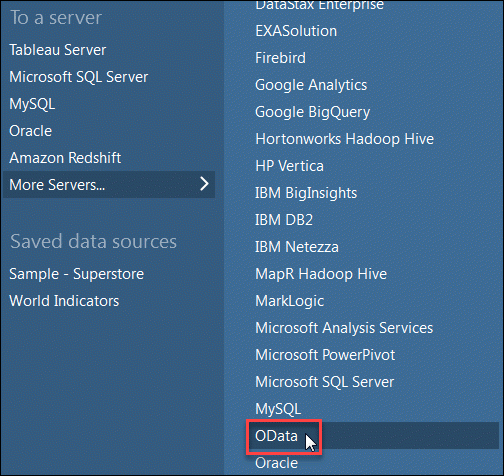 To a server
Tableau Server
Microsoft SQL Server
MySQL
Oracle
Amazon Redshift
More Servers...
Saved data sources
Sample - Superstore
World Indicators
DataStax Enterprise
EXASolution
Firebird
Google Analytics
Google BigQuery
Hortonworks Hadoop Hive
HP Vertica
IBM BigInsights
IBM DB2
IBM Netezza
MapR Hadoop Hive
MarkLogic
Microsoft Analysis Services
Microsoft PowerPivot
Microsoft SQL Server
MySQL
OData
Oracle